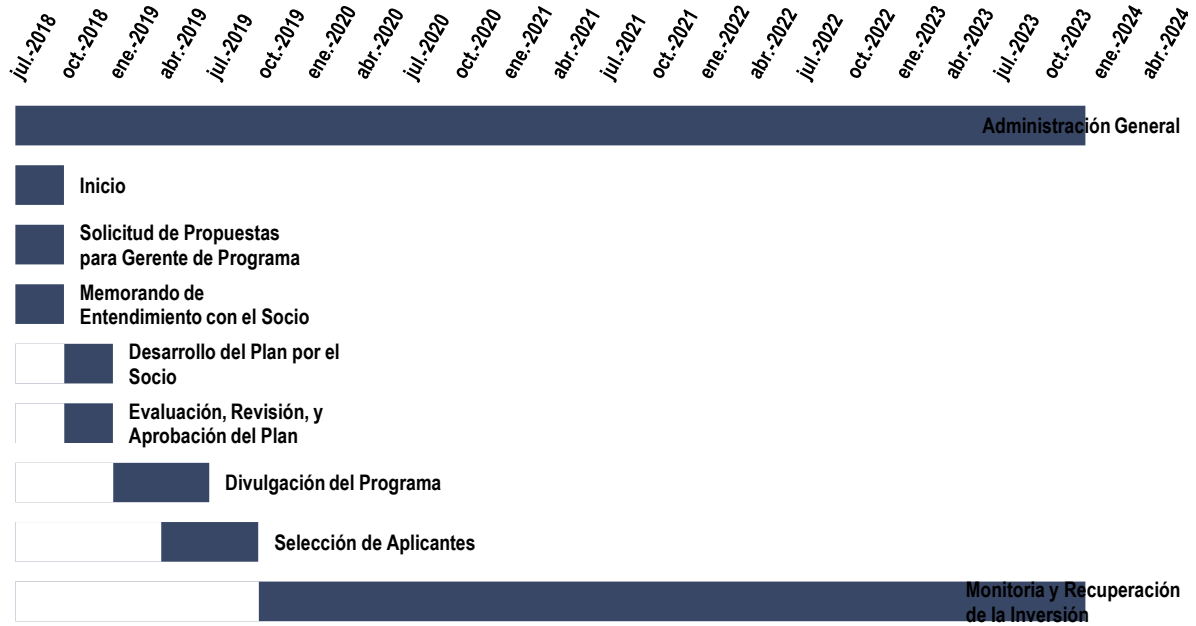 jul.-2018
oct.-2018
ene.-2019
abr.-2019
jul.-2019
oct.-2019
ene.-2020
abr.-2020
jul.-2020
oct.-2020
ene.-2021
abr.-2021
jul.-2021
oct.-2021
ene.-2022
abr.-2022
jul.-2022
oct.-2022
ene.-2023
abr.-2023
jul.-2023
oct.-2023
ene.-2024
abr.-2024
Administración General
Inicio
Solicitud de Propuestas
para Gerente de Programa
Memorando de
Entendimiento con el Socio
Desarrollo del Plan por el
Socio
Evaluación, Revisión, y
Aprobación del Plan
Divulgación del Programa
Selección de Aplicantes
Monitoria y Recuperación
de la Inversión